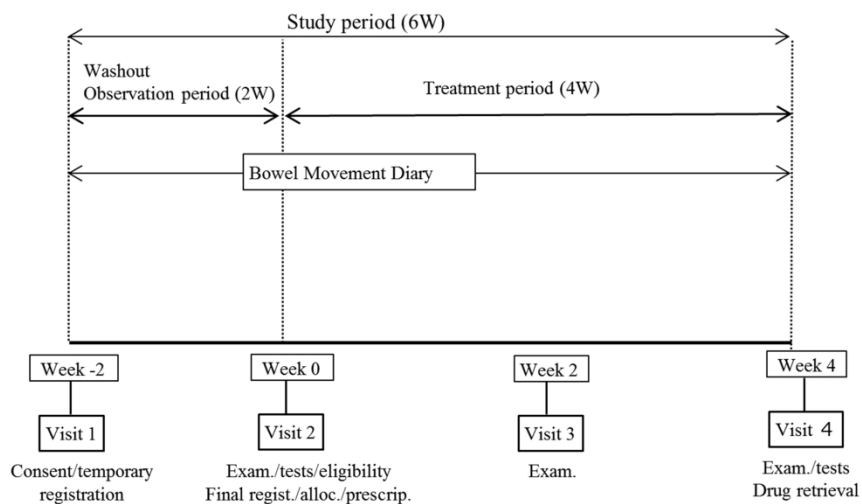 Study period (6W)
Washout
Observation period (2W)
Treatment period (4W)
Bowel Movement Diary
Week -2
Week 0
Week 2
Week 4
Visit 1
Visit 2
Visit 3
Visit 4
Consent/temporary
registration
Exam./tests/eligibility
Final regist./alloc./prescrip.
Exam.
Exam./tests
Drug retrieval